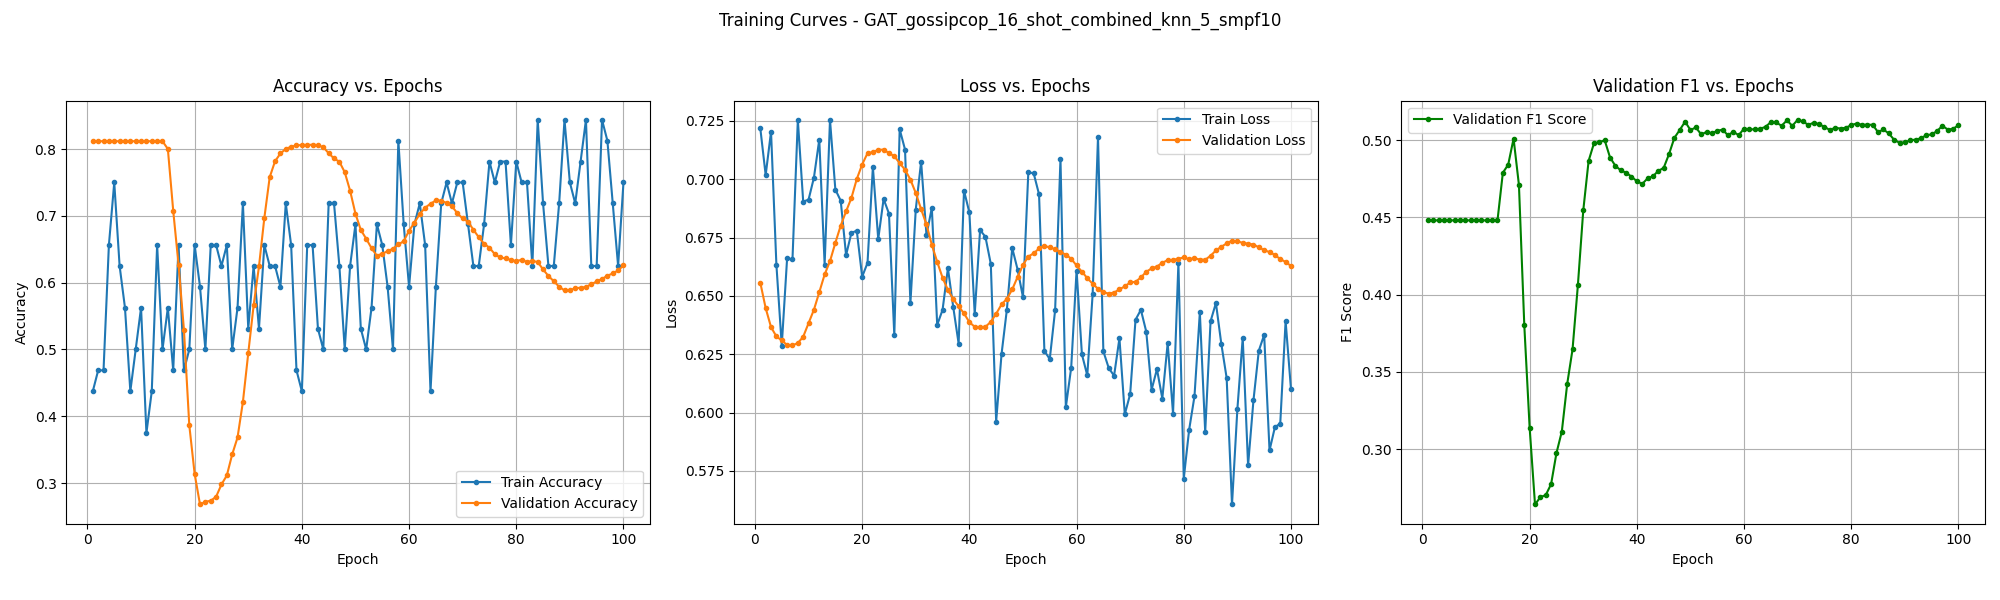 Training Curves - GAT_gossipcop_16_shot_combined_knn_5_smpf10
Accuracy vs. Epochs
Accuracy
0.8
0.7
0.6
0.5
0.4
0.3
Train Accuracy
Validation Accuracy
0 20 40 60 80 100
Epoch
Loss vs. Epochs
Loss
0.725
0.700
0.675
0.650
0.625
0.600
0.575
Train Loss
Validation Loss
0 20 40 60 80 100
Epoch
Validation F1 vs. Epochs
F1 Score
0.50
0.45
0.40
0.35
0.30
Validation F1 Score
0 20 40 60 80 100
Epoch